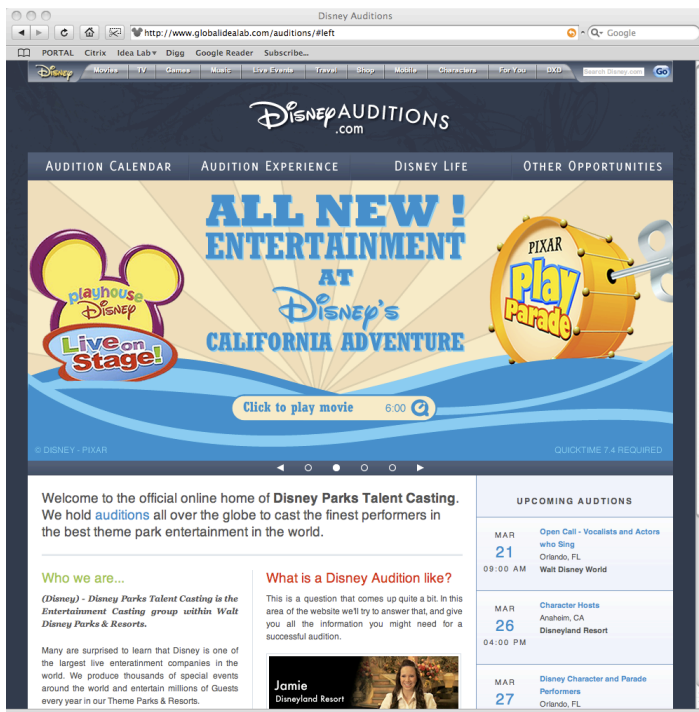 Disney Auditions
http://www.globalidealab.com/auditions/#left
Google
PORTAL Citrix Idea Lab Digg Google Reader Subscribe...
Disney Movies TV Games Music Live Events Travel Shop Mobile Characters For You DXD Search Disney.com Go
Disney AUDITIONS
.com
AUDITION CALENDAR AUDITION EXPERIENCE DISNEY LIFE OTHER OPPORTUNITIES
ALL NEW !
ENTERTAINMENT
AT
Disney's
CALIFORNIA ADVENTURE
playhouse
Disney
Live on
Stage!
PIXAR
Play
Parade
Click to play movie 6:00
© DISNEY - PIXAR
QUICKTIME 7.4 REQUIRED
Welcome to the official online home of Disney Parks Talent Casting.
We hold auditions all over the globe to cast the finest performers in
the best theme park entertainment in the world.
Who we are...
(Disney) - Disney Parks Talent Casting is the
Entertainment Casting group within Walt
Disney Parks & Resorts.
Many are surprised to learn that Disney is one of
the largest live enteratinment companies in the
world. We produce thousands of special events
around the world and entertain millions of Guests
every year in our Theme Parks & Resorts.
What is a Disney Audition like?
This is a question that comes up quite a bit. In this
area of the website we'll try to answer that, and give
you all the information you might need for a
successful audition.
Jamie
Disneyland Resort
UPCOMING AUDTIONS
MAR
21
09:00 AM
Open Call - Vocalists and Actors
who Sing
Orlando, FL
Walt Disney World
MAR
26
04:00 PM
Character Hosts
Anaheim, CA
Disneyland Resort
MAR
27
Disney Character and Parade
Performers
Orlando, FL